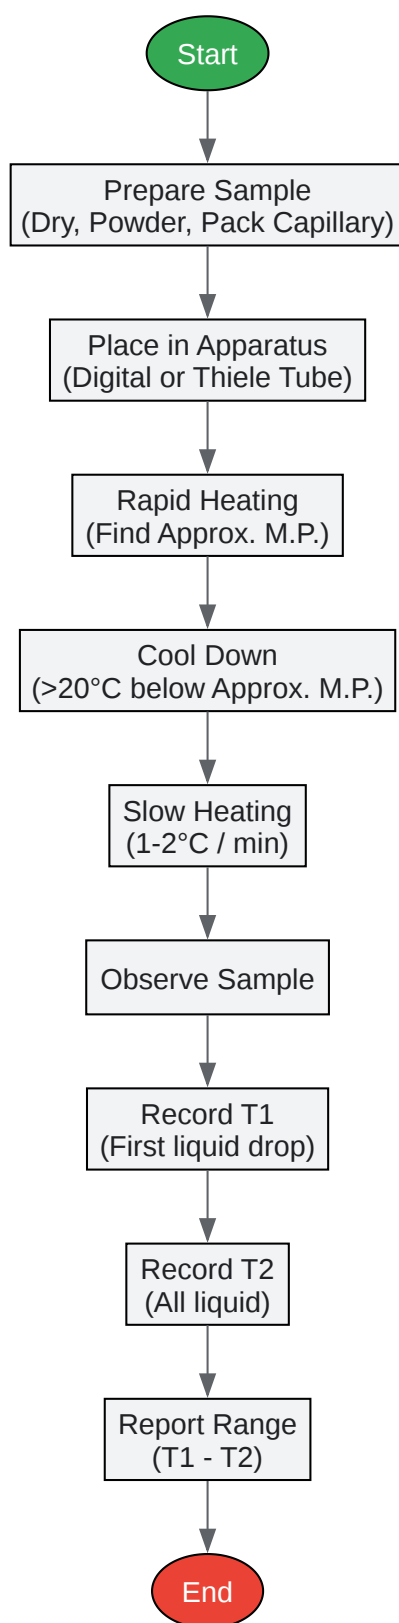 Start
Prepare Sample
(Dry, Powder, Pack Capillary)
Place in Apparatus
(Digital or Thiele Tube)
Rapid Heating
(Find Approx. M.P.)
Cool Down
(>20°C below Approx. M.P.)
Slow Heating
(1-2°C / min)
Observe Sample
Record T1
(First liquid drop)
Record T2
(All liquid)
Report Range
(T1 - T2)
End